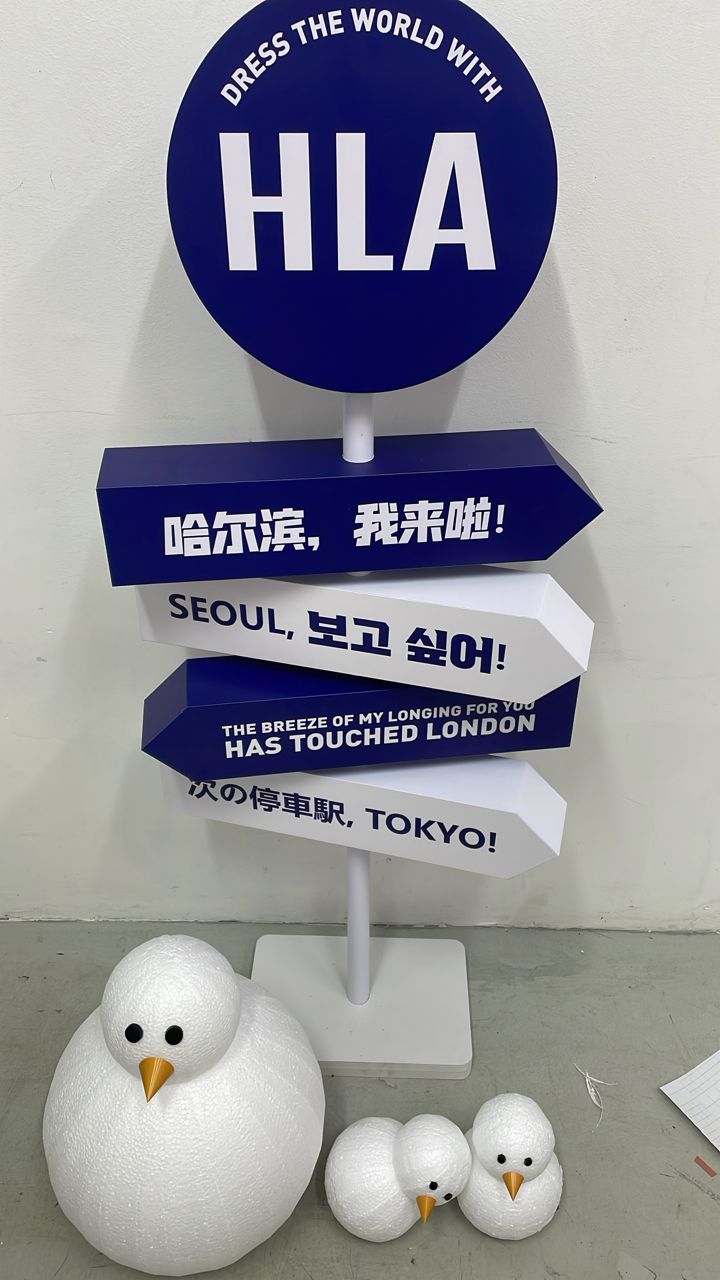 DRESS THE WORLD WITH
HLA
哈尔滨，我来啦!
SEOUL, 보고 싶어!
THE BREEZE OF MY LONGING FOR YOU
HAS TOUCHED LONDON
次の停車駅, TOKYO!